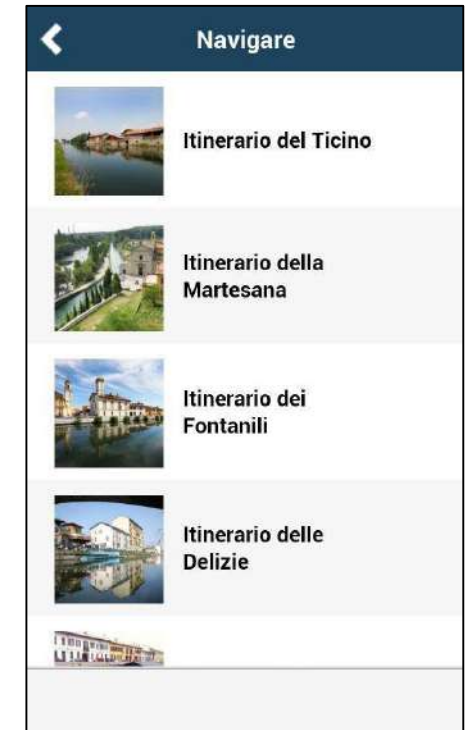 Navigare
Itinerario del Ticino
Itinerario della
Martesana
Itinerario dei
Fontanili
Itinerario delle
Delizie